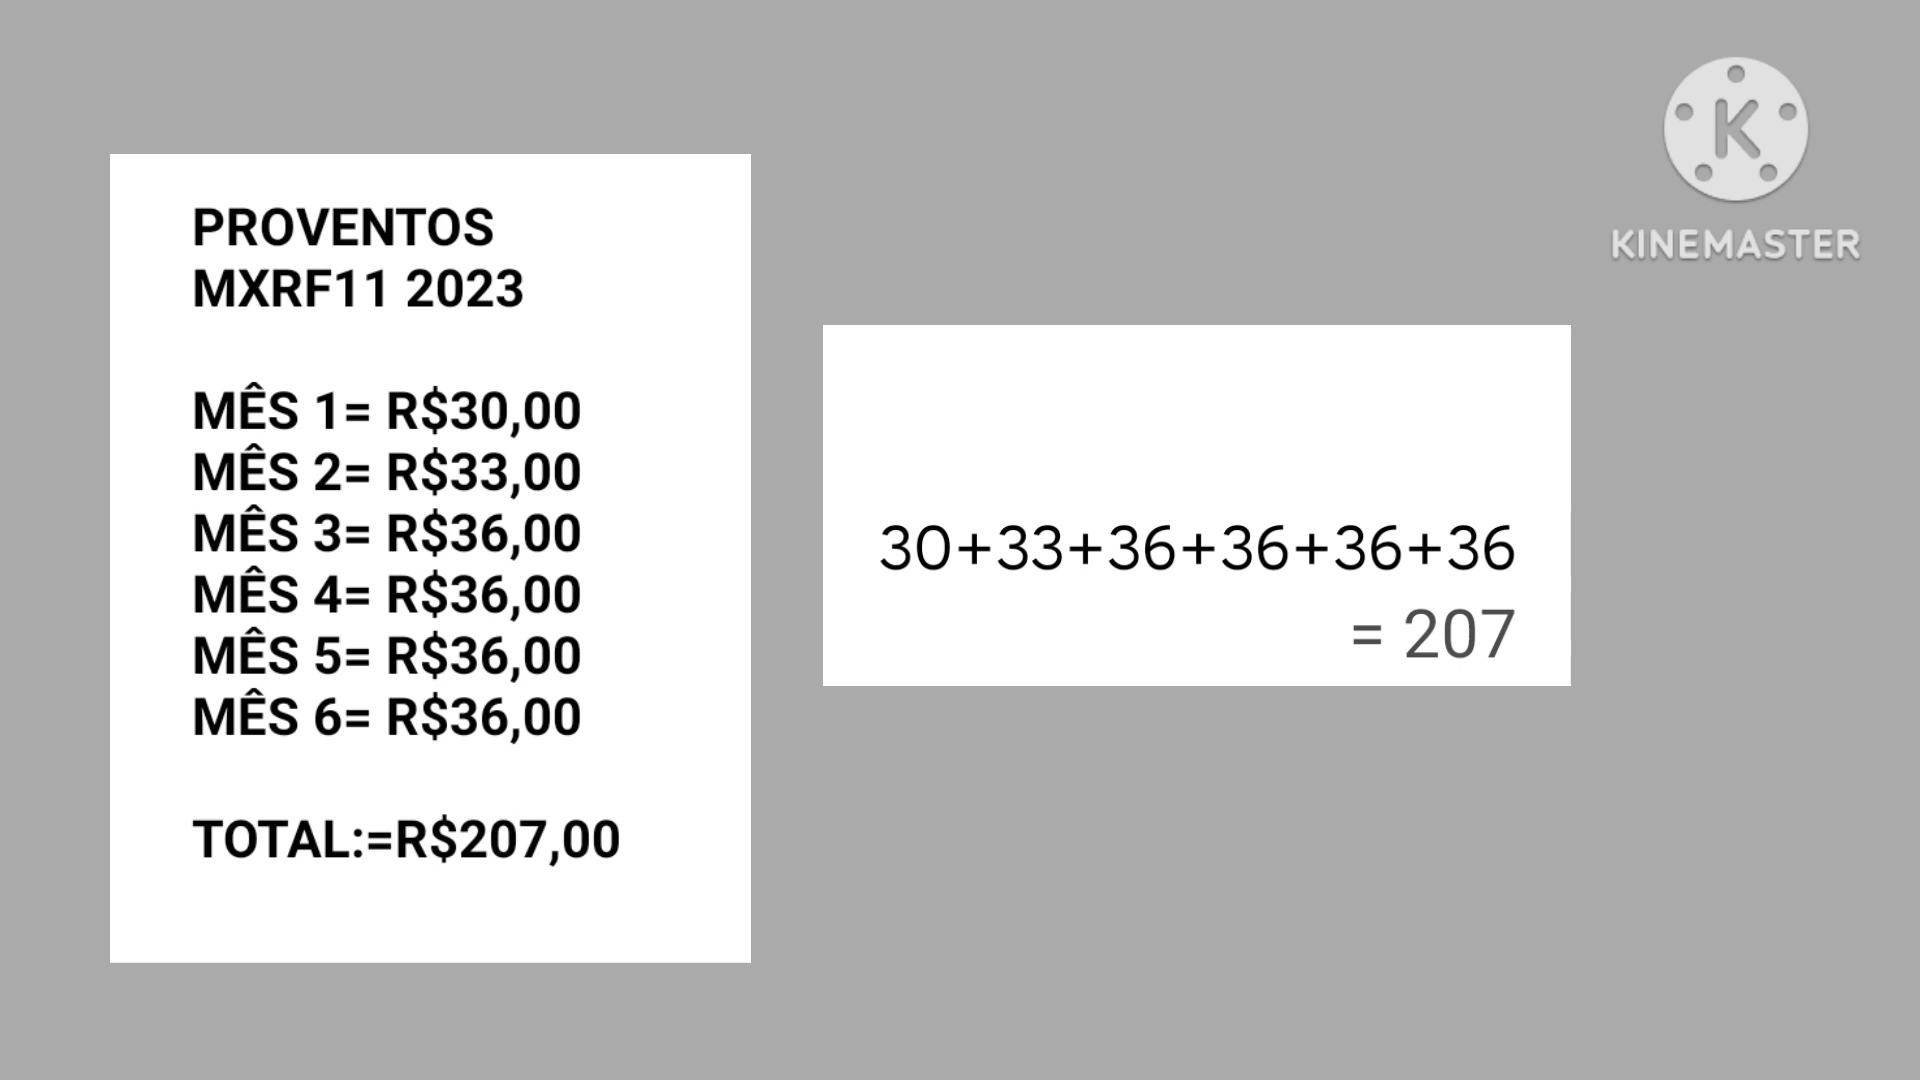 PROVENTOS
MXRF11 2023
MÊS 1= R$30,00
MÊS 2= R$33,00
MÊS 3= R$36,00
MÊS 4= R$36,00
MÊS 5= R$36,00
MÊS 6= R$36,00
TOTAL:=R$207,00
30+33+36+36+36+36
= 207
K
KINEMASTER